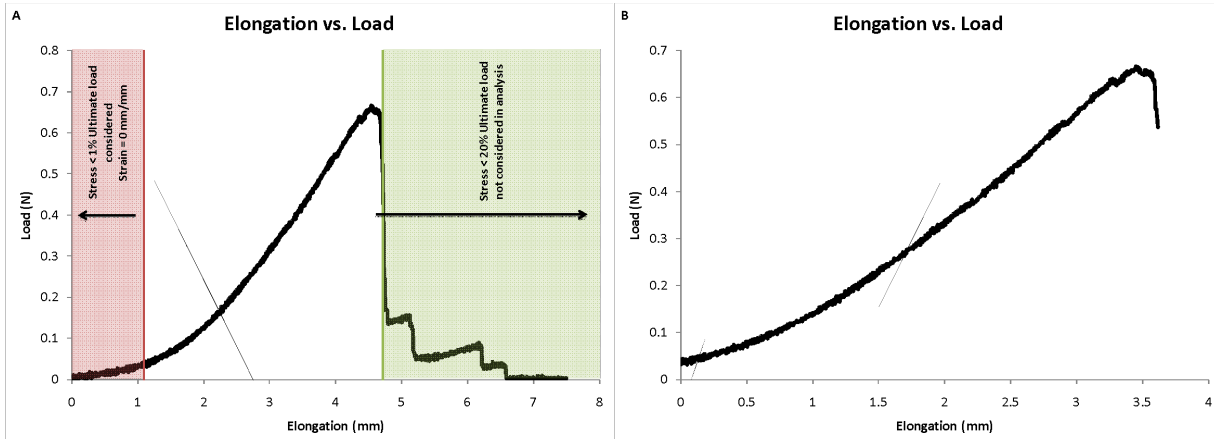 A
Elongation vs. Load
0.8
0.7
0.6
0.5
0.4
0.3
0.2
0.1
0
Load (N)
Stress < 1% Ultimate load
considered
Strain = 0 mm/mm
Stress < 20% Ultimate load
not considered in analysis
0 1 2 3 4 5 6 7 8
Elongation (mm)
B
Elongation vs. Load
0.7
0.6
0.5
0.4
0.3
0.2
0.1
0
Load (N)
0 0.5 1 1.5 2 2.5 3 3.5 4
Elongation (mm)